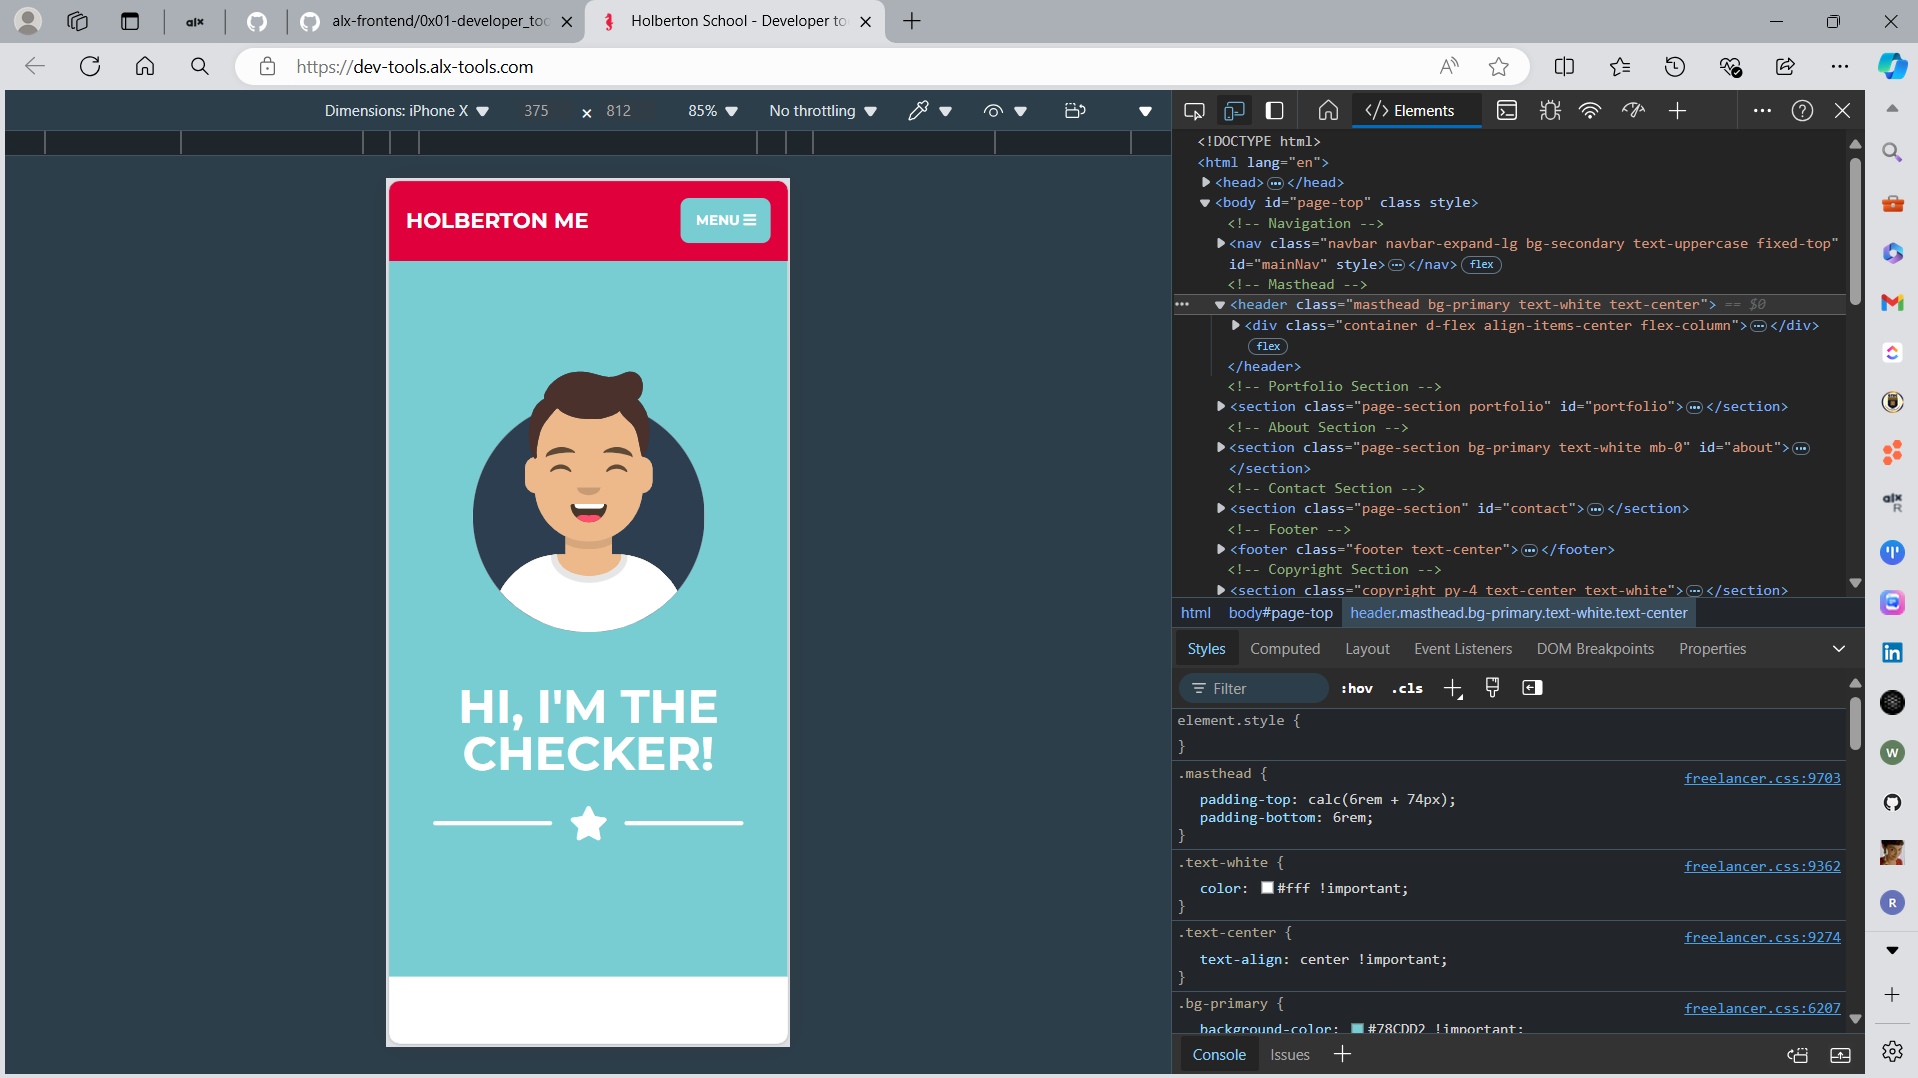 alx
alx-frontend/0x01-developer_too
Holberton School - Developer to
https://dev-tools.alx-tools.com
Dimensions: iPhone X
375
×
812
85%
No throttling
HOLBERTON ME
MENU
HI, I'M THE
CHECKER!
Elements
<!DOCTYPE html>
<html lang="en">
<head> ⋯ </head>
<body id="page-top" class style>
<!-- Navigation -->
<nav class="navbar navbar-expand-lg bg-secondary text-uppercase fixed-top"
id="mainNav" style> ⋯ </nav> flex
<!-- Masthead -->
<header class="masthead bg-primary text-white text-center"> == $0
<div class="container d-flex align-items-center flex-column"> ⋯ </div>
flex
</header>
<!-- Portfolio Section -->
<section class="page-section portfolio" id="portfolio"> ⋯ </section>
<!-- About Section -->
<section class="page-section bg-primary text-white mb-0" id="about"> ⋯
</section>
<!-- Contact Section -->
<section class="page-section" id="contact"> ⋯ </section>
<!-- Footer -->
<footer class="footer text-center"> ⋯ </footer>
<!-- Copyright Section -->
<section class="copyright py-4 text-center text-white"> ⋯ </section>
html body#page-top header.masthead.bg-primary.text-white.text-center
Styles Computed Layout Event Listeners DOM Breakpoints Properties
Filter :hov .cls
element.style {
}
.masthead { freelancer.css:9703
padding-top: calc(6rem + 74px);
padding-bottom: 6rem;
}
.text-white { freelancer.css:9362
color: #fff !important;
}
.text-center { freelancer.css:9274
text-align: center !important;
}
.bg-primary { freelancer.css:6207
background-color: #78CDD2 !important;
Console Issues
alx
R
in
W
R